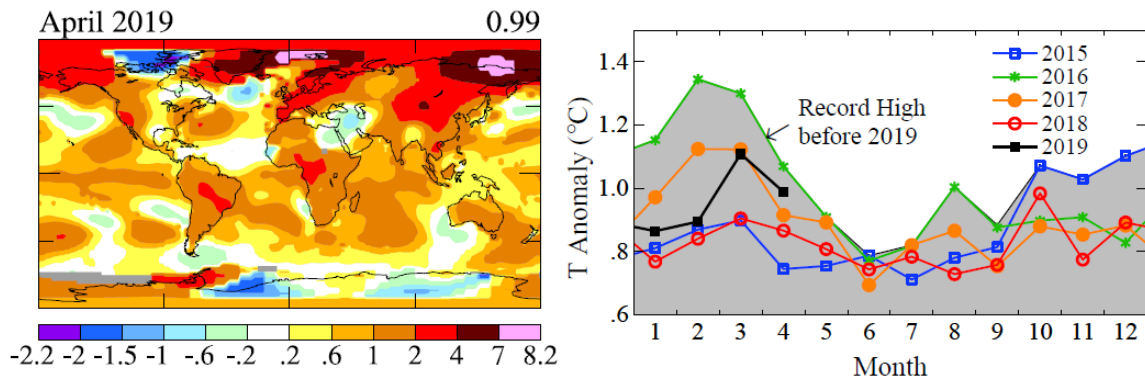 April 2019 0.99
-2.2 -2 -1.5 -1 -.6 -.2 .2 .6 1 2 4 7 8.2
T Anomaly (°C)
1.4
1.2
1.0
.8
.6
Record High
before 2019
2015
2016
2017
2018
2019
1 2 3 4 5 6 7 8 9 10 11 12
Month